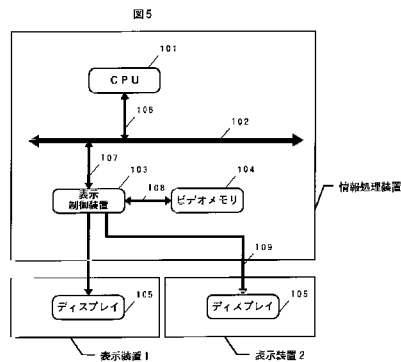 図5
101
CPU
106
102
107
103
104
表示
制御装置
108
ビデオメモリ
情報処理装置
109
ディスプレイ
105
ディスプレイ
105
表示装置1
表示装置2